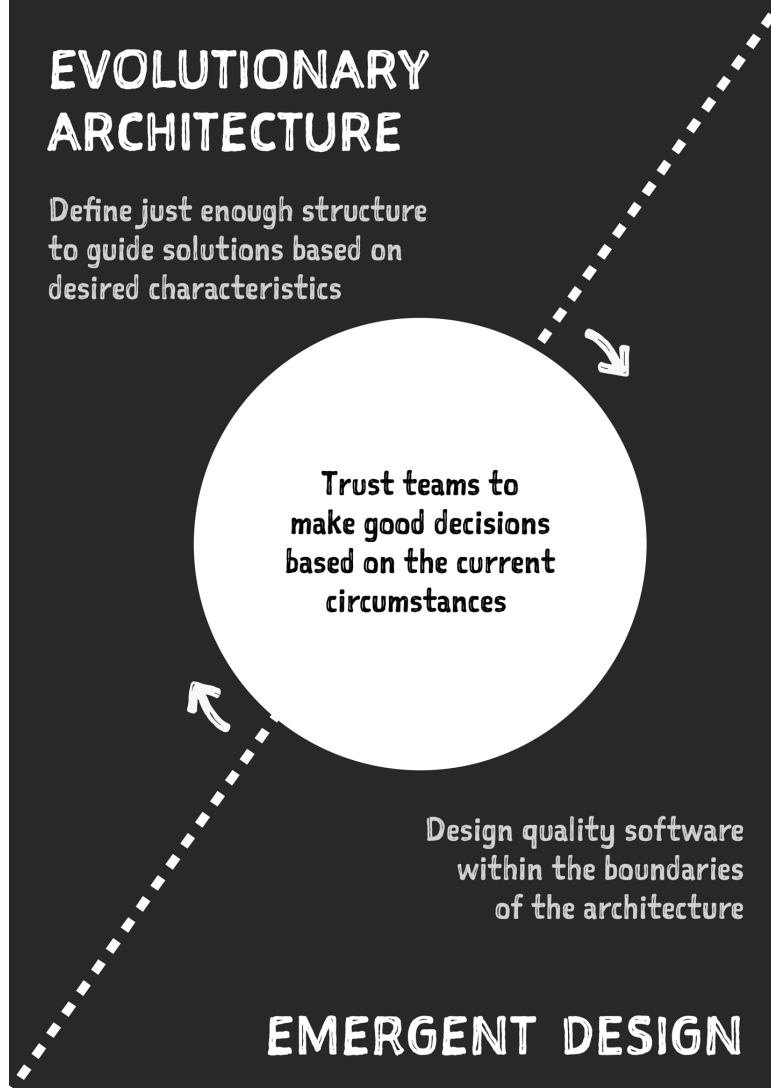 EVOLUTIONARY
ARCHITECTURE
Define just enough structure
to guide solutions based on
desired characteristics
Trust teams to
make good decisions
based on the current
circumstances
Design quality software
within the boundaries
of the architecture
EMERGENT DESIGN